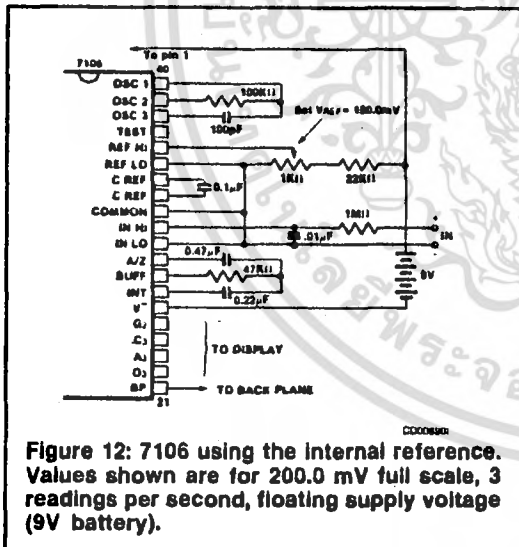 To pin 1
7106
40
OSC 1
OSC 2
OSC 3
TEST
REF HI
REF LO
C REF
C REF
COMMON
IN HI
IN LO
A/Z
BUFF
INT
V-
G₂
C₃
A₃
G₃
BP
21
100KΩ
100pF
Set VREF = 100.0mV
1KΩ
22KΩ
0.1μF
1MΩ
.01μF
+
IN
-
0.47μF
47KΩ
0.22μF
9V
TO DISPLAY
TO BACK PLANE
Figure 12: 7106 using the internal reference.
Values shown are for 200.0 mV full scale, 3
readings per second, floating supply voltage
(9V battery).